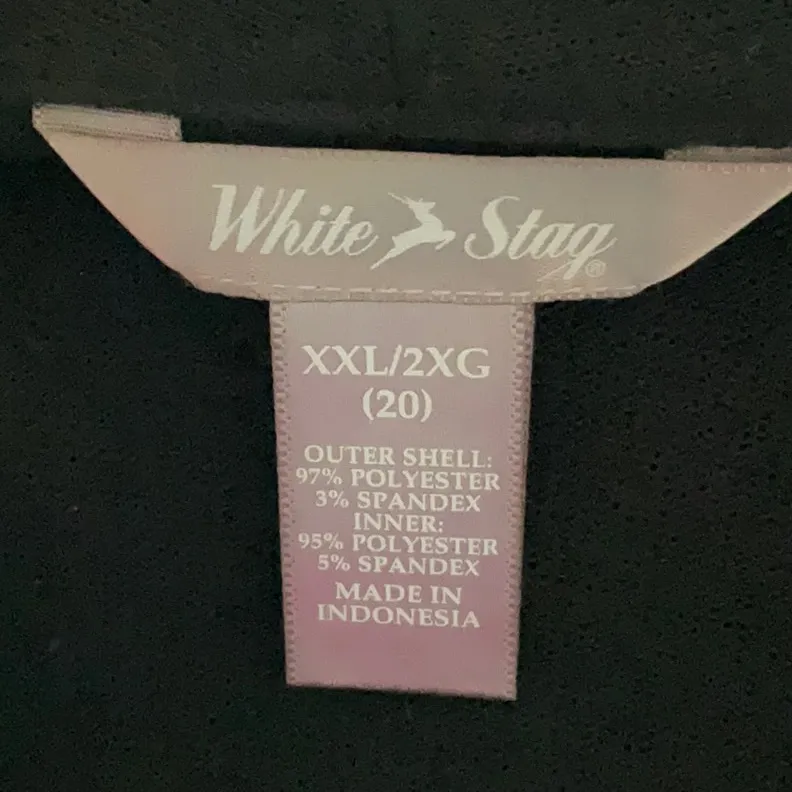 White Stag®
XXL/2XG
(20)
OUTER SHELL:
97% POLYESTER
3% SPANDEX
INNER:
95% POLYESTER
5% SPANDEX
MADE IN
INDONESIA